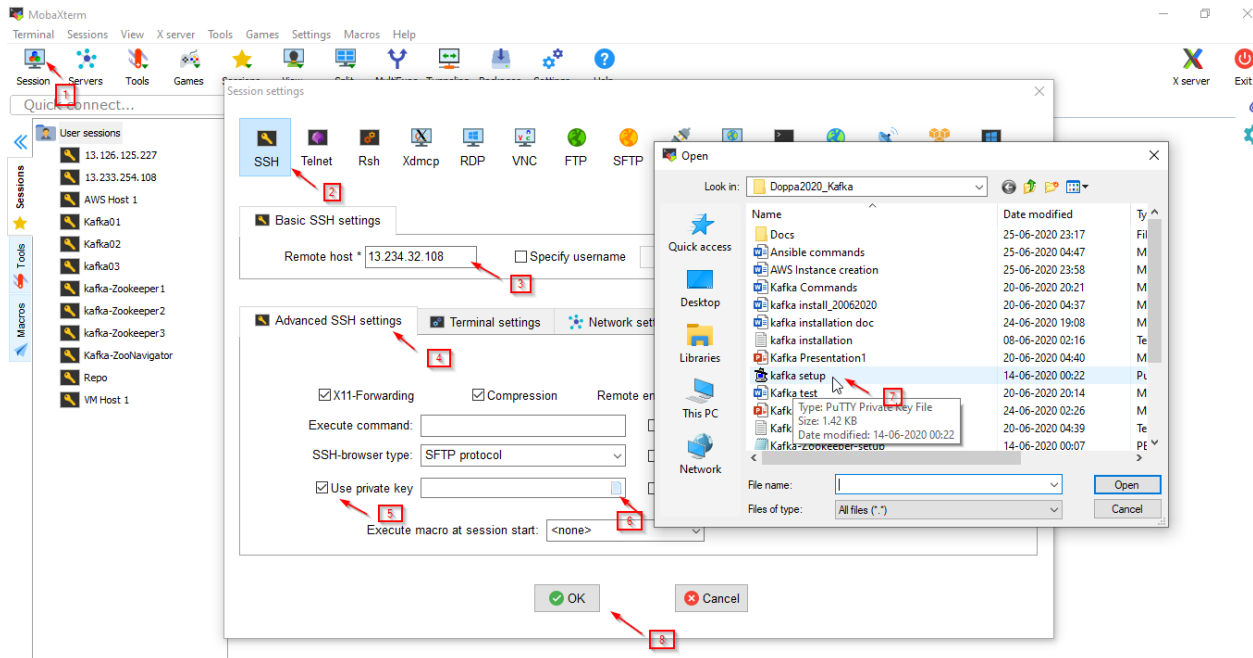 MobaXterm
Terminal Sessions View X server Tools Games Settings Macros Help
Session Servers Tools Games X server Exit
1
Quick connect...
Sessions
Tools
Macros
User sessions
13.126.125.227
13.233.254.108
AWS Host 1
Kafka01
Kafka02
kafka03
kafka-Zookeeper1
kafka-Zookeeper2
kafka-Zookeeper3
Kafka-ZooNavigator
Repo
VM Host 1
Session settings
SSH Telnet Rsh Xdmcp RDP VNC FTP SFTP
2
Basic SSH settings
Remote host * 13.234.32.108 Specify username
3
Advanced SSH settings Terminal settings Network sett
4
X11-Forwarding Compression Remote en
Execute command:
SSH-browser type: SFTP protocol
Use private key
5
6
Execute macro at session start: <none>
OK Cancel
8
Open
Look in: Doppa2020_Kafka
Quick access
Desktop
Libraries
This PC
Network
Name Date modified Ty
Docs 25-06-2020 23:17 Fil
Ansible commands 25-06-2020 04:47 M
AWS Instance creation 25-06-2020 23:58 M
Kafka Commands 20-06-2020 20:21 M
kafka install_20062020 20-06-2020 04:37 M
kafka installation doc 24-06-2020 19:08 M
kafka installation 08-06-2020 02:16 Te
Kafka Presentation1 20-06-2020 04:40 M
kafka setup 14-06-2020 00:22 Pu
7
Kafka test 20-06-2020 20:14 M
Kafk 24-06-2020 02:26 M
Kafk 20-06-2020 04:39 Te
Kafka-Zookeeper-setup 14-06-2020 00:07 PE
Type: PuTTY Private Key File
Size: 1.42 KB
Date modified: 14-06-2020 00:22
File name: Open
Files of type: All files (*.*) Cancel